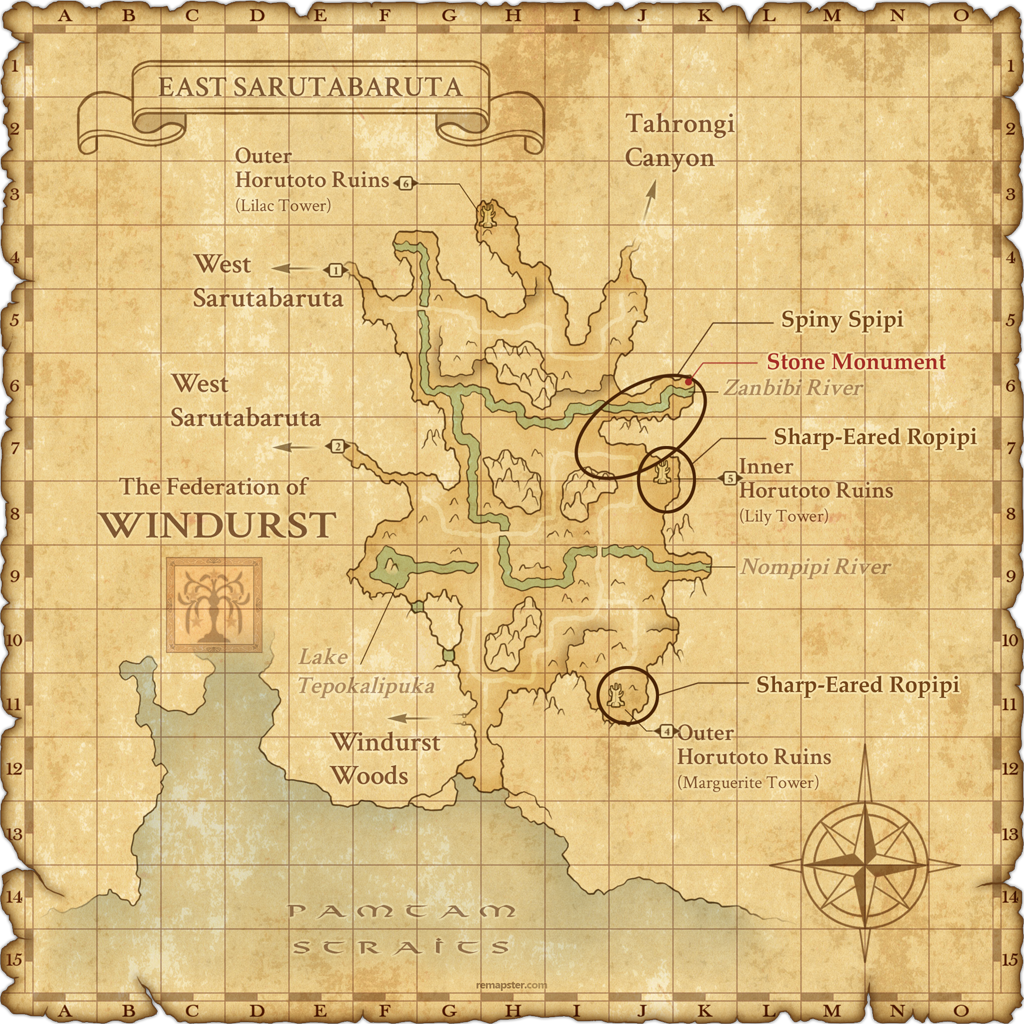 A B C D E F G H I J K L M N O
1 1
EAST SARUTABARUTA
2 2
Tahrongi
Canyon
Outer
Horutoto Ruins 6
(Lilac Tower)
3 3
4 4
West 1
Sarutabaruta
5 5
Spiny Spipi
Stone Monument
6 6
West
Sarutabaruta
Zanbibi River
7 7
2
Sharp-Eared Ropipi
5 Inner
Horutoto Ruins
(Lily Tower)
The Federation of
WINDURST
8 8
9 9
Nompipi River
10 10
Lake
Tepokalipuka
Sharp-Eared Ropipi
11 11
4 Outer
Horutoto Ruins
(Marguerite Tower)
Windurst
Woods
12 12
13 13
14 14
PAMTAM
STRAITS
15 15
remapster.com
A B C D E F G H I J K L M N O